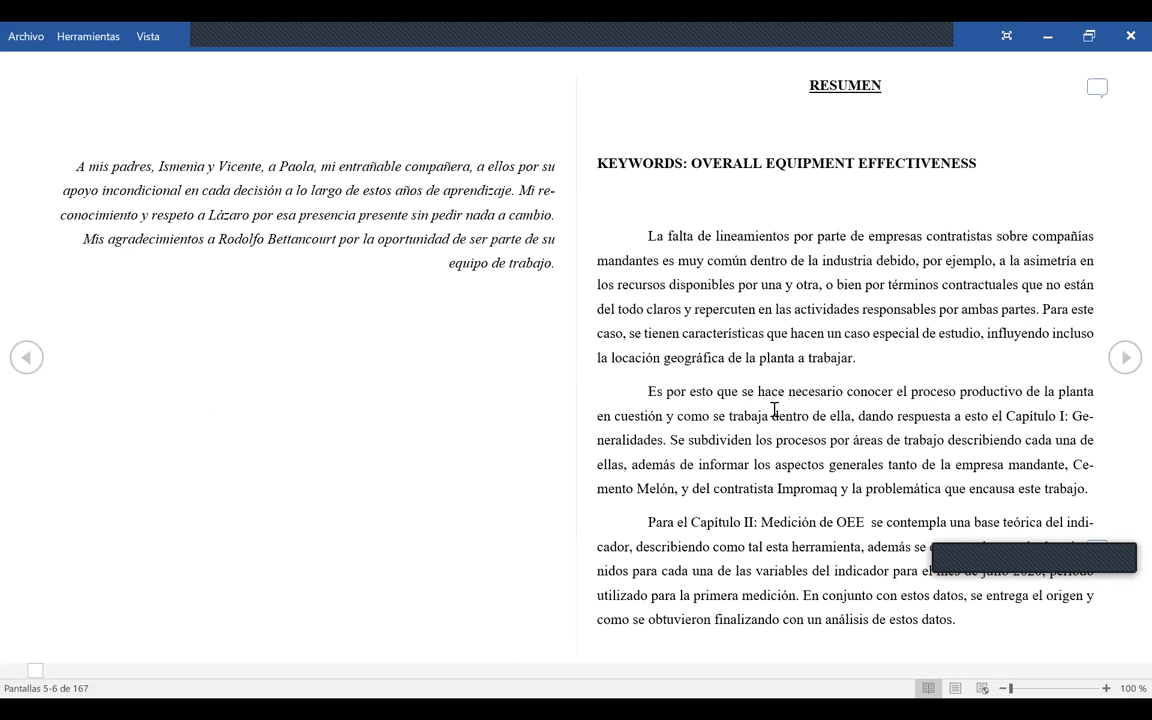 Archivo Herramientas Vista
A mis padres, Ismenia y Vicente, a Paola, mi entrañable compañera, a ellos por su
apoyo incondicional en cada decisión a lo largo de estos años de aprendizaje. Mi re-
conocimiento y respeto a Lázaro por esa presencia presente sin pedir nada a cambio.
Mis agradecimientos a Rodolfo Bettancourt por la oportunidad de ser parte de su
equipo de trabajo.
RESUMEN
KEYWORDS: OVERALL EQUIPMENT EFFECTIVENESS
La falta de lineamientos por parte de empresas contratistas sobre compañías
mandantes es muy común dentro de la industria debido, por ejemplo, a la asimetría en
los recursos disponibles por una y otra, o bien por términos contractuales que no están
del todo claros y repercuten en las actividades responsables por ambas partes. Para este
caso, se tienen características que hacen un caso especial de estudio, influyendo incluso
la locación geográfica de la planta a trabajar.
Es por esto que se hace necesario conocer el proceso productivo de la planta
en cuestión y como se trabaja dentro de ella, dando respuesta a esto el Capítulo I: Ge-
neralidades. Se subdividen los procesos por áreas de trabajo describiendo cada una de
ellas, además de informar los aspectos generales tanto de la empresa mandante, Ce-
mento Melón, y del contratista Impromaq y la problemática que encausa este trabajo.
Para el Capítulo II: Medición de OEE se contempla una base teórica del indi-
cador, describiendo como tal esta herramienta, además se
nidos para cada una de las variables del indicador para el mes de julio 2020, periodo
utilizado para la primera medición. En conjunto con estos datos, se entrega el origen y
como se obtuvieron finalizando con un análisis de estos datos.
Pantallas 5-6 de 167
100 %